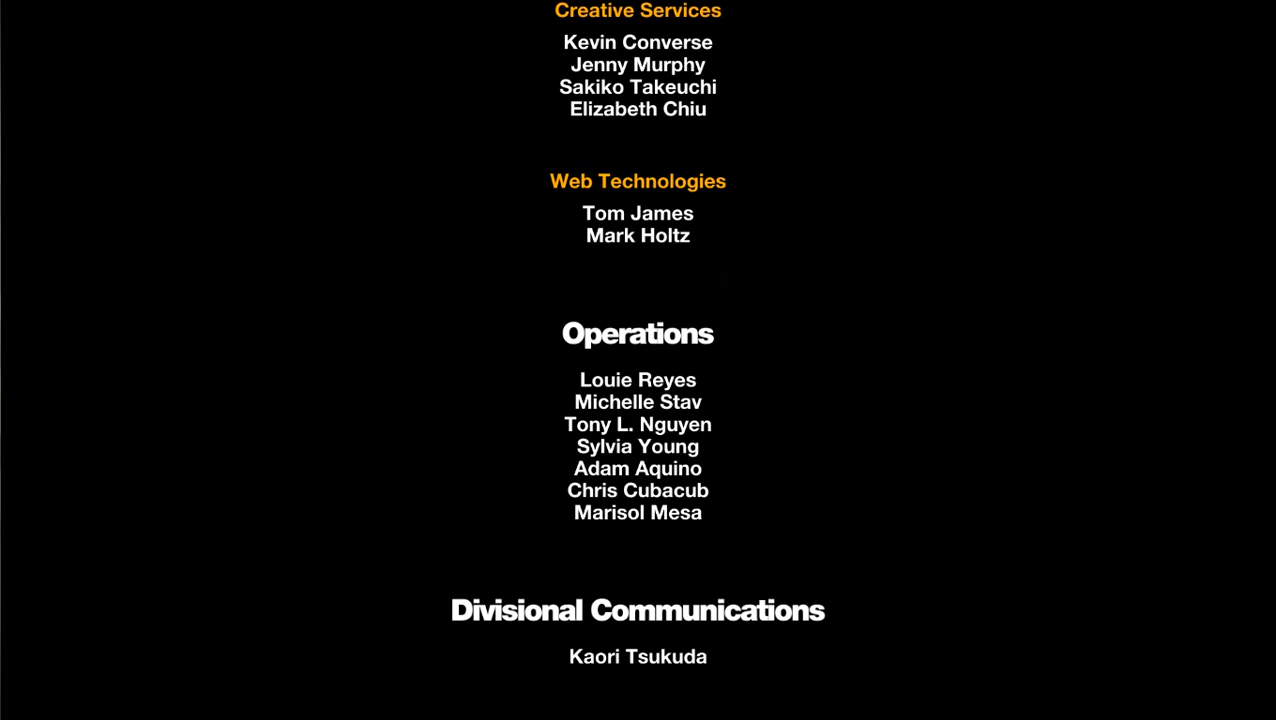 Creative Services
Kevin Converse
Jenny Murphy
Sakiko Takeuchi
Elizabeth Chiu
Web Technologies
Tom James
Mark Holtz
Operations
Louie Reyes
Michelle Stav
Tony L. Nguyen
Sylvia Young
Adam Aquino
Chris Cubacub
Marisol Mesa
Divisional Communications
Kaori Tsukuda